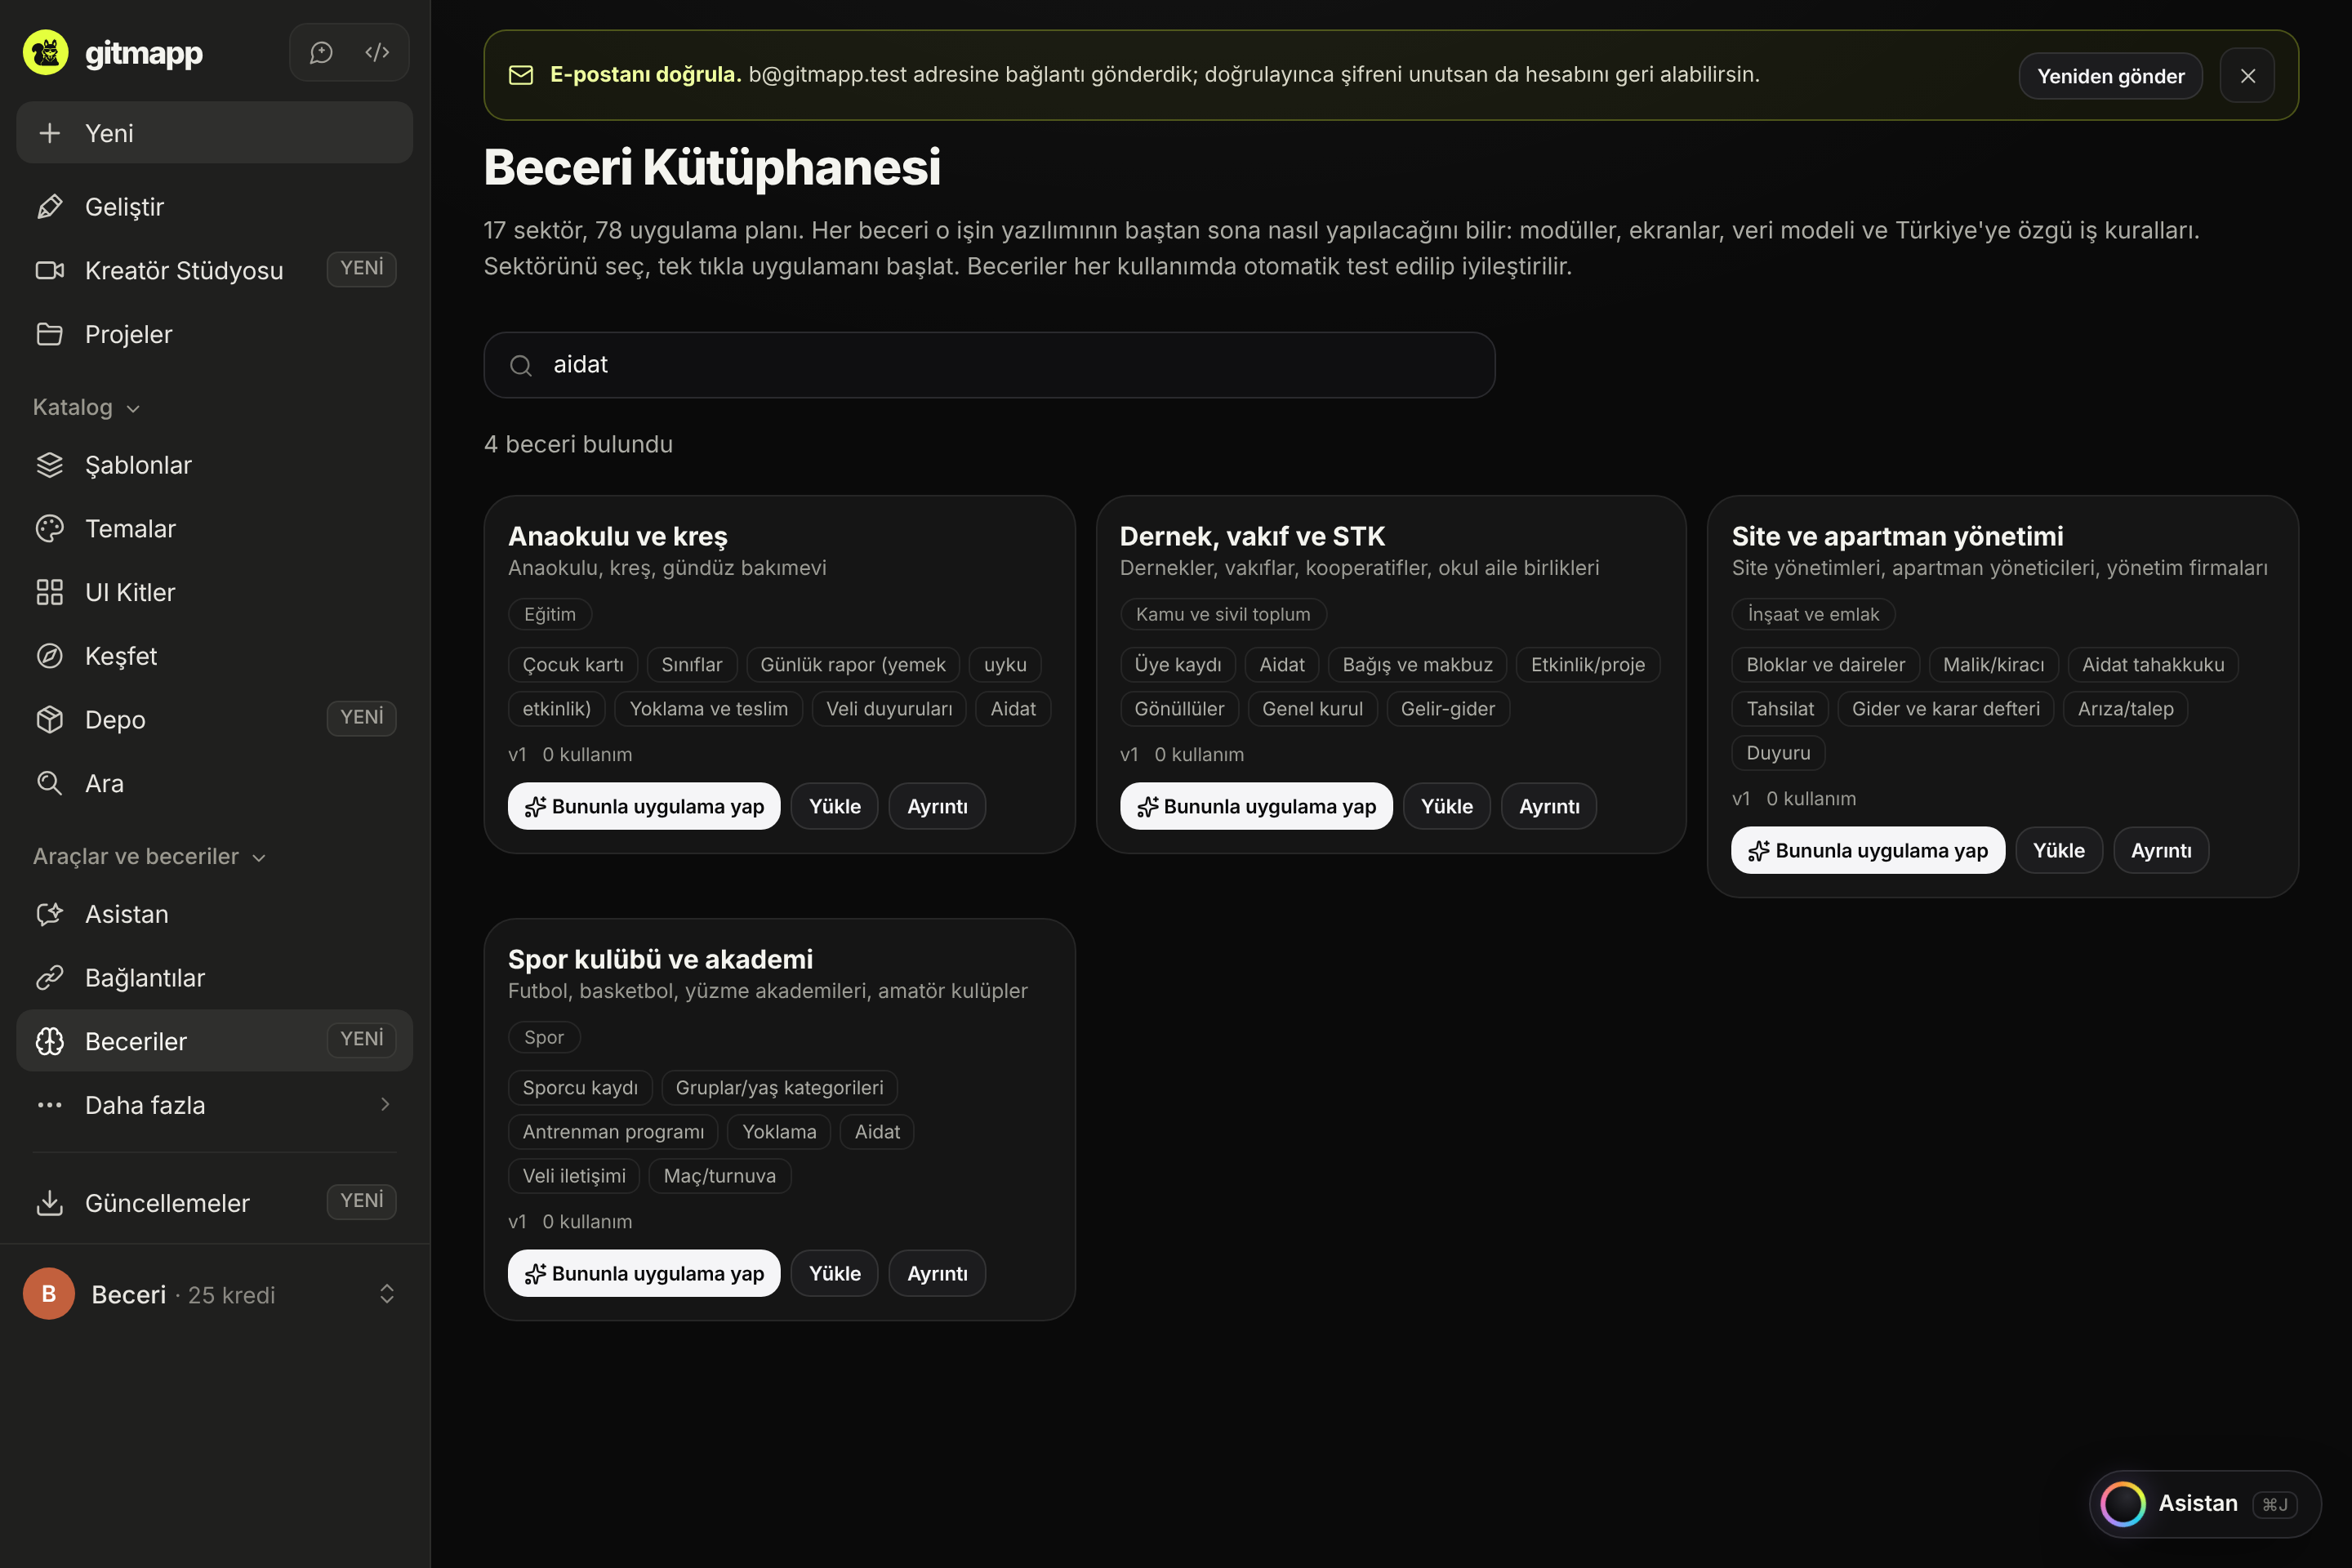 gitmapp
Yeni
Geliştir
Kreatör Stüdyosu YENİ
Projeler
Katalog
Şablonlar
Temalar
UI Kitler
Keşfet
Depo YENİ
Ara
Araçlar ve beceriler
Asistan
Bağlantılar
Beceriler YENİ
Daha fazla
Güncellemeler YENİ
B Beceri · 25 kredi
E-postanı doğrula. b@gitmapp.test adresine bağlantı gönderdik; doğrulayınca şifreni unutsan da hesabını geri alabilirsin. Yeniden gönder
Beceri Kütüphanesi
17 sektör, 78 uygulama planı. Her beceri o işin yazılımının baştan sona nasıl yapılacağını bilir: modüller, ekranlar, veri modeli ve Türkiye'ye özgü iş kuralları.
Sektörünü seç, tek tıkla uygulamanı başlat. Beceriler her kullanımda otomatik test edilip iyileştirilir.
aidat
4 beceri bulundu
Anaokulu ve kreş
Anaokulu, kreş, gündüz bakımevi
Eğitim
Çocuk kartı Sınıflar Günlük rapor (yemek uyku
etkinlik) Yoklama ve teslim Veli duyuruları Aidat
v1 0 kullanım
Bununla uygulama yap Yükle Ayrıntı
Dernek, vakıf ve STK
Dernekler, vakıflar, kooperatifler, okul aile birlikleri
Kamu ve sivil toplum
Üye kaydı Aidat Bağış ve makbuz Etkinlik/proje
Gönüllüler Genel kurul Gelir-gider
v1 0 kullanım
Bununla uygulama yap Yükle Ayrıntı
Site ve apartman yönetimi
Site yönetimleri, apartman yöneticileri, yönetim firmaları
İnşaat ve emlak
Bloklar ve daireler Malik/kiracı Aidat tahakkuku
Tahsilat Gider ve karar defteri Arıza/talep
Duyuru
v1 0 kullanım
Bununla uygulama yap Yükle Ayrıntı
Spor kulübü ve akademi
Futbol, basketbol, yüzme akademileri, amatör kulüpler
Spor
Sporcu kaydı Gruplar/yaş kategorileri
Antrenman programı Yoklama Aidat
Veli iletişimi Maç/turnuva
v1 0 kullanım
Bununla uygulama yap Yükle Ayrıntı
Asistan ⌘J